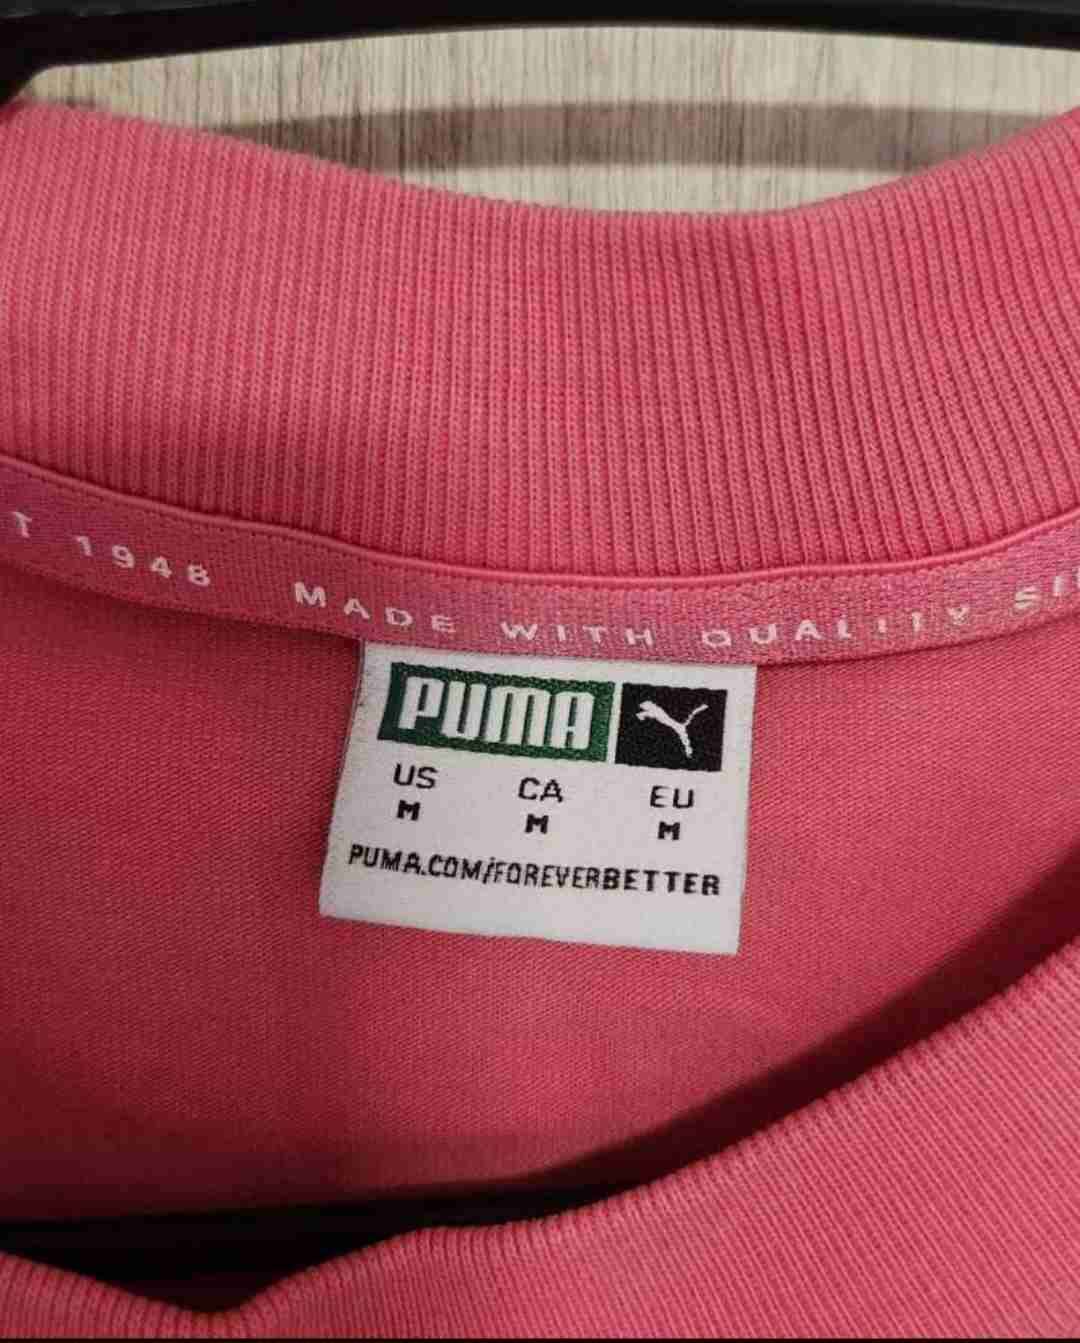 T 1948 MADE WITH QUALITY
PUMA
US CA EU
M M M
PUMA.COM/FOREVERBETTER